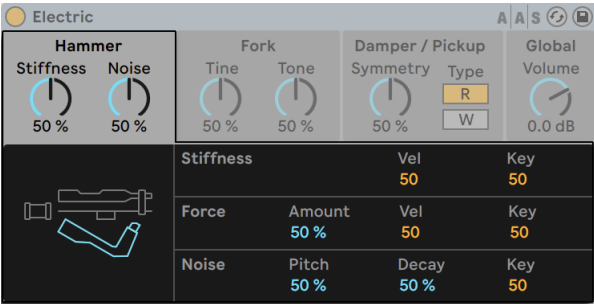 Electric AAS
Hammer Fork Damper / Pickup Global
Stiffness Noise Tine Tone Symmetry Type Volume
R
W
50 % 50 % 50 % 50 % 50 % 0.0 dB
Stiffness Vel Key
50 50
Force Amount Vel Key
50 % 50 50
Noise Pitch Decay Key
50 % 50 % 50